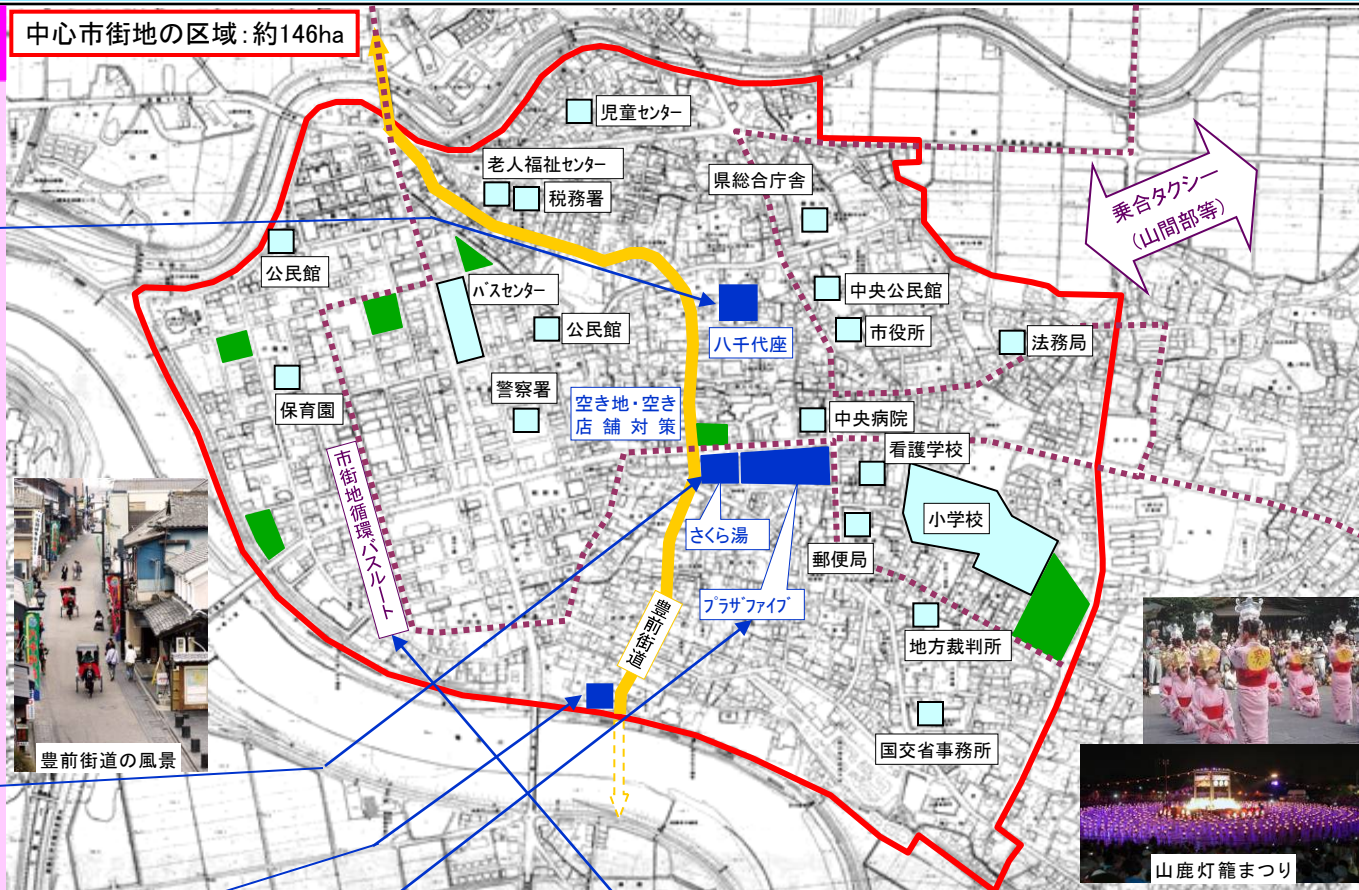 中心市街地の区域:約146ha
児童センター
老人福祉センター
税務署
県総合庁舎
乗合タクシー
(山間部等)
公民館
バスセンター
公民館
中央公民館
市役所
法務局
八千代座
保育園
警察署
空き地・空き
店舗対策
中央病院
看護学校
市街地循環バスルート
さくら湯
小学校
郵便局
プラザファイブ
豊前街道
地方裁判所
国交省事務所
豊前街道の風景
山鹿灯籠まつり